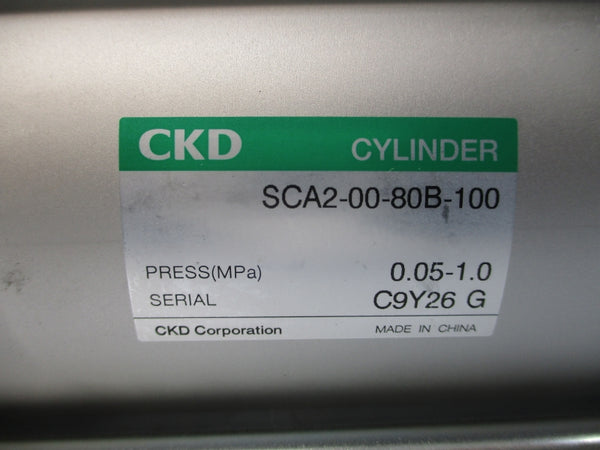 CKD CYLINDER
SCA2-00-80B-100
PRESS(MPa) 0.05-1.0
SERIAL C9Y26 G
CKD Corporation MADE IN CHINA